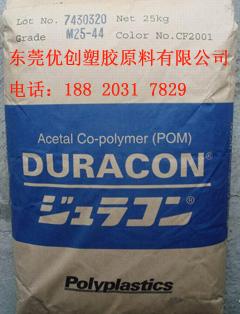 Lot No. 7430320 Net 25kg
Grade M25-44 Color No.CF2001
东莞优创塑胶原料有限公司
电话：188 2031 7829
Acetal Co-polymer (POM)
DURACON®
ジュラコン®
Polyplastics